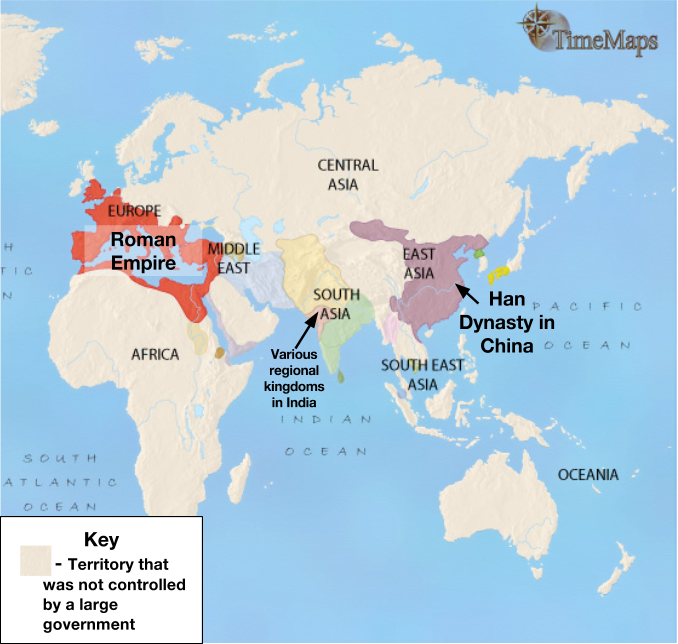 TimeMaps
CENTRAL
ASIA
EUROPE
Roman
Empire
MIDDLE
EAST
EAST
ASIA
SOUTH
ASIA
Han
Dynasty in
China
PACIFIC
OCEAN
Various
regional
kingdoms
in India
AFRICA
SOUTH EAST
ASIA
INDIAN
OCEAN
H
TIC
N
SOUTH
ATLANTIC
OCEAN
OCEANIA
Key
- Territory that
was not controlled
by a large
government